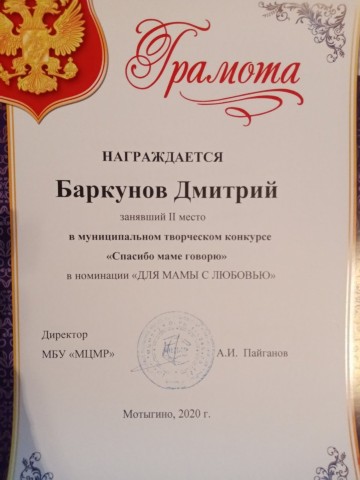 Грамота
НАГРАЖДАЕТСЯ
Баркунов Дмитрий
занявший II место
в муниципальном творческом конкурсе
«Спасибо маме говорю»
в номинации «ДЛЯ МАМЫ С ЛЮБОВЬЮ»
Директор
МБУ «МЦМР» А.И. Пайганов
Мотыгино, 2020 г.